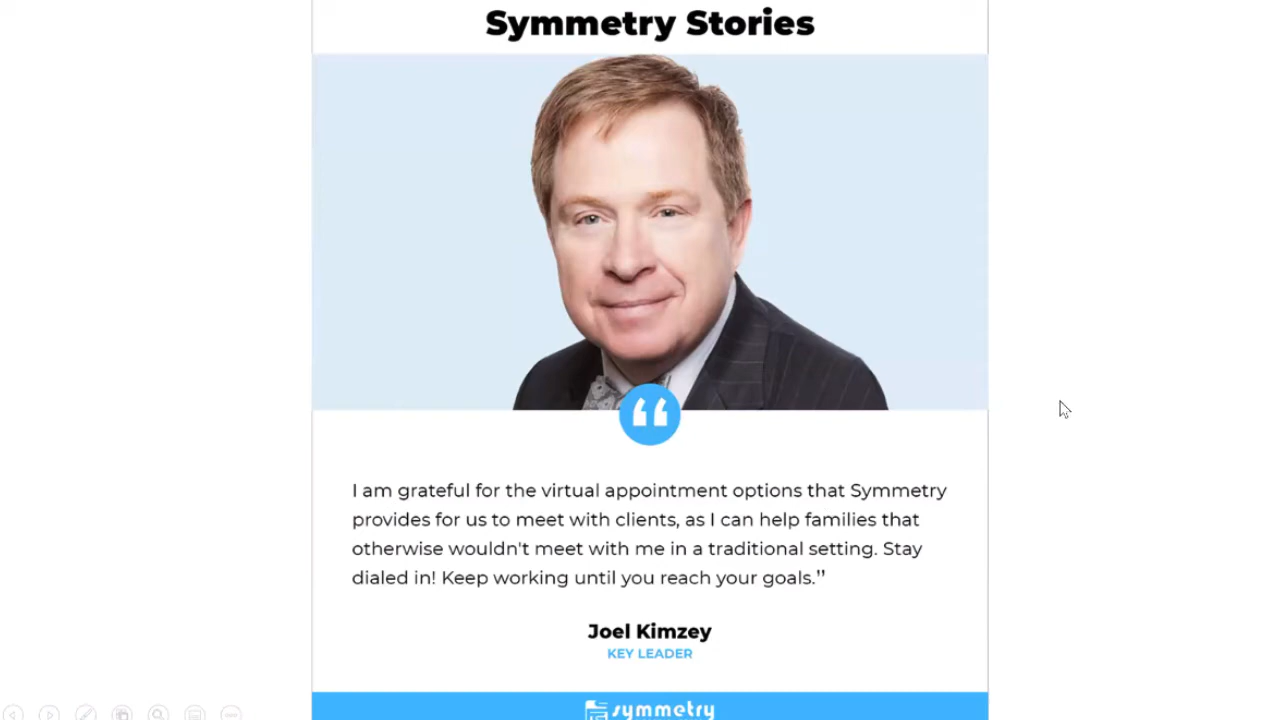 Symmetry Stories
I am grateful for the virtual appointment options that Symmetry
provides for us to meet with clients, as I can help families that
otherwise wouldn't meet with me in a traditional setting. Stay
dialed in! Keep working until you reach your goals.”
Joel Kimzey
KEY LEADER
symmetry